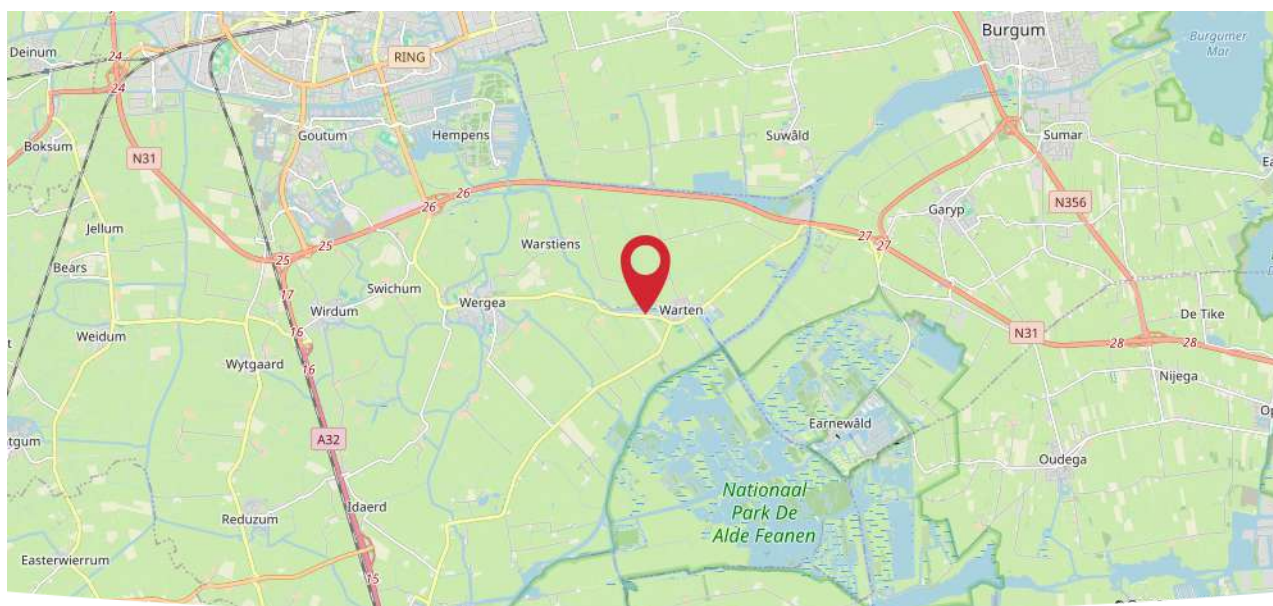 Burgum
Burgumer
Mar
Deinum
24
RING
24
Goutum
Hempens
Suwâld
Sumar
Boksum
N31
26
26
N356
Garyp
Jellum
25
Warstiens
27
27
Bears
25
17
Swichum
Wergea
Warten
Wirdum
De Tike
Weidum
16
N31
28
28
Wytgaard
16
Nijega
A32
Earnewâld
Oudega
Nationaal
Park De
Alde Feanen
Idaerd
Reduzum
Easterwierrum
15